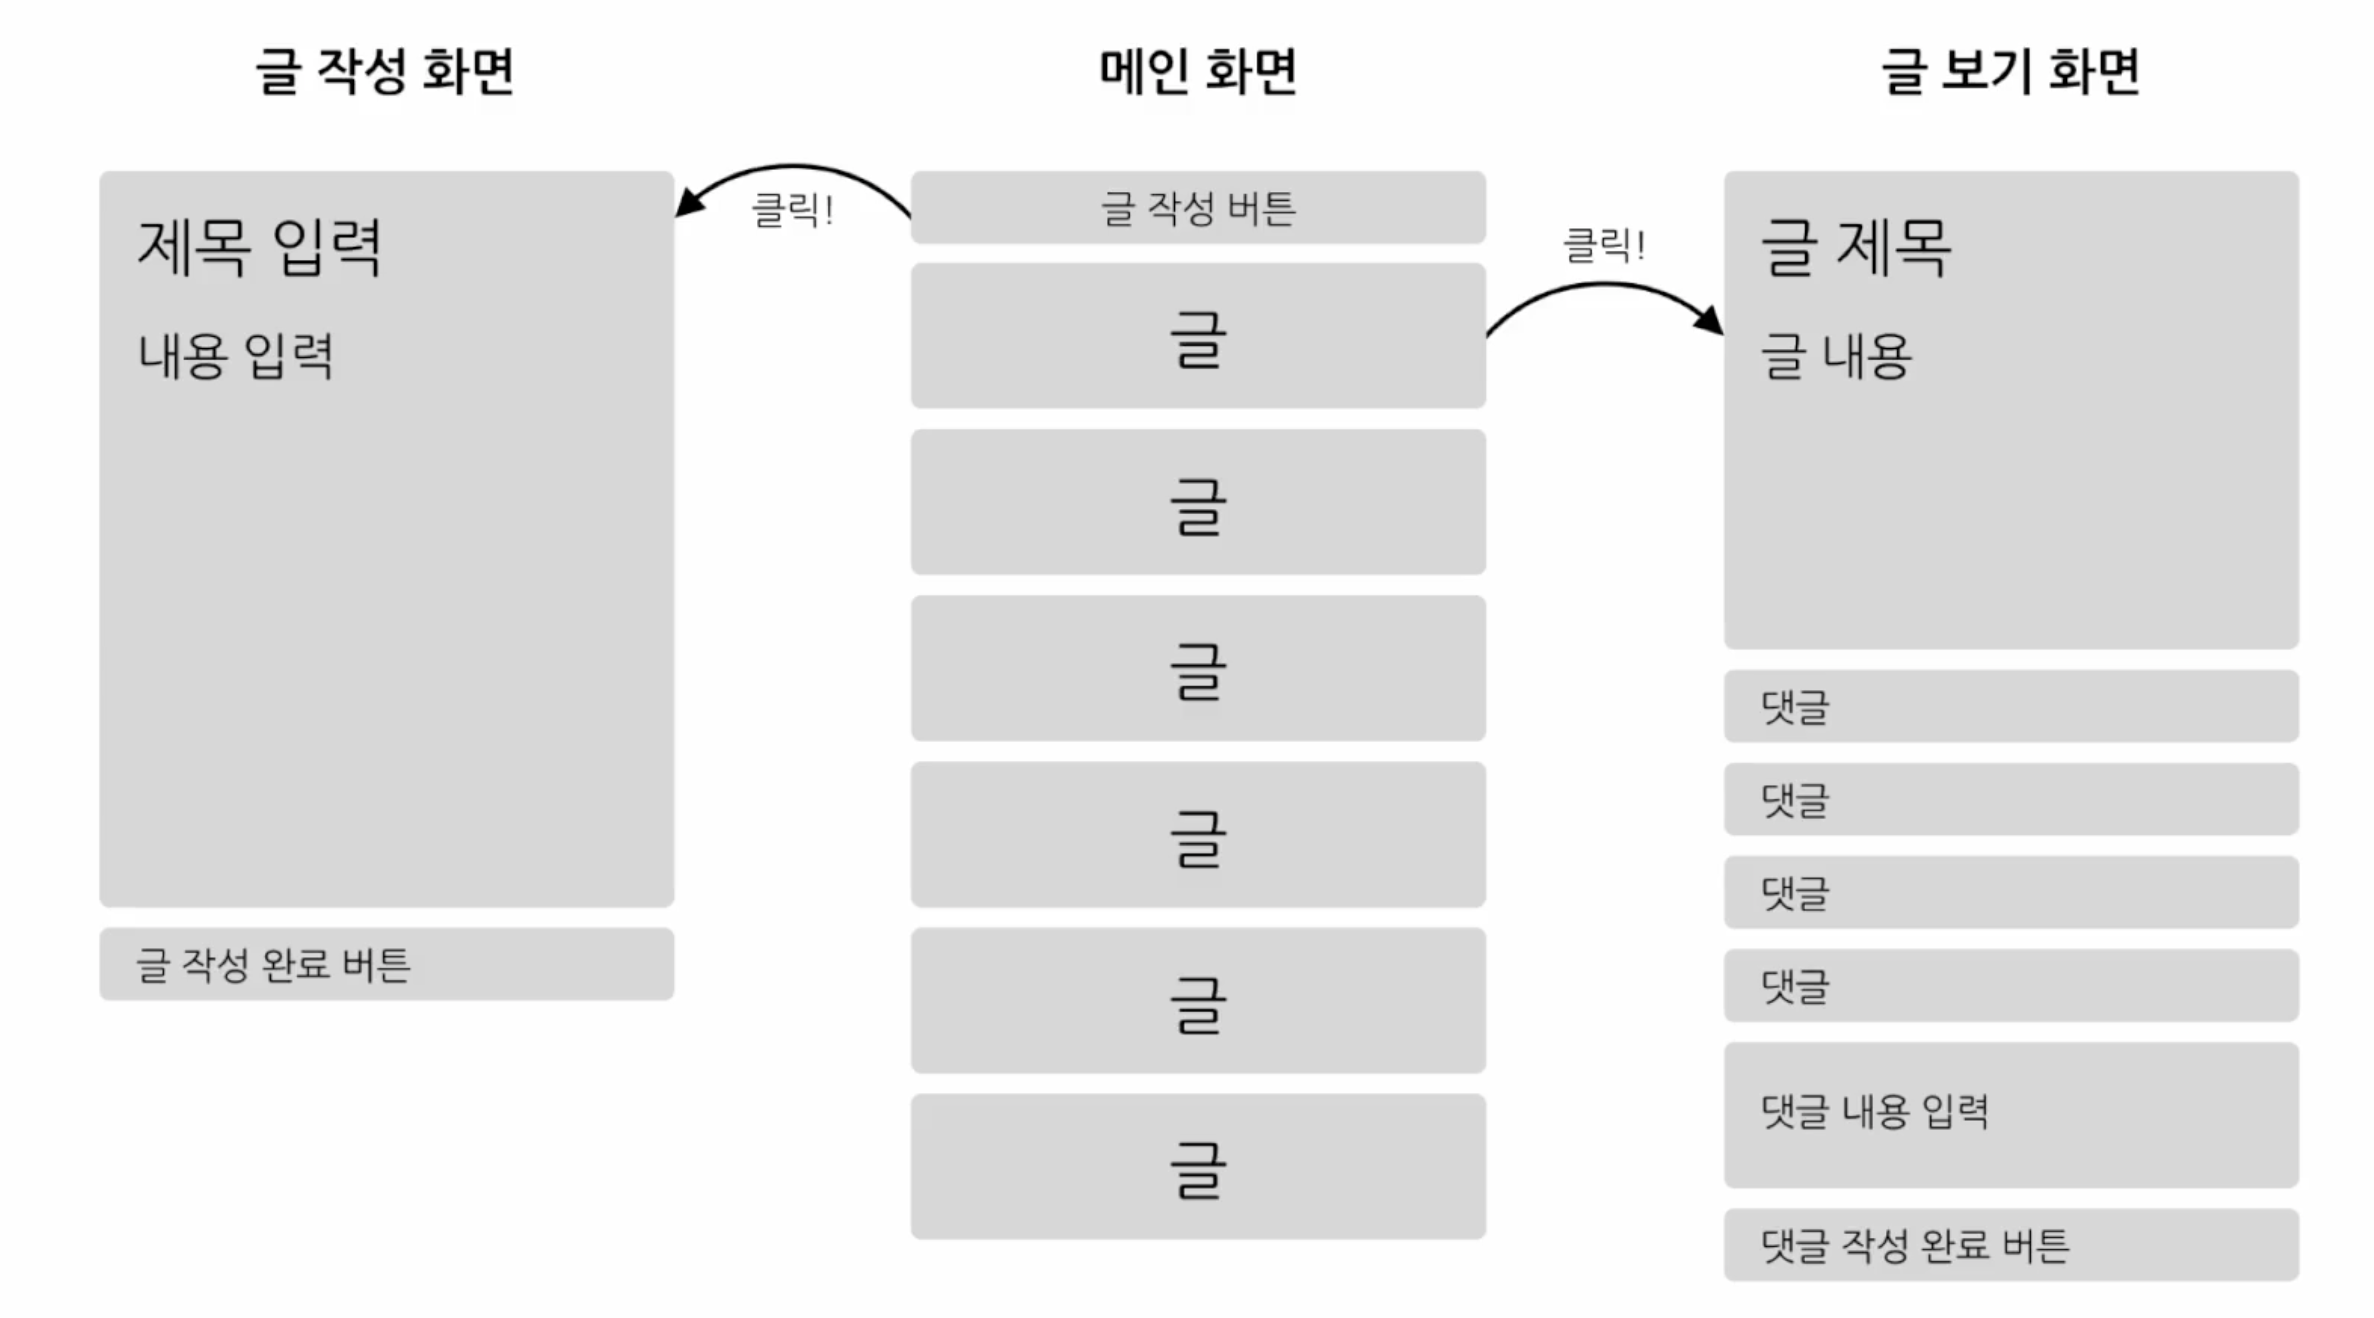 글 작성 화면
제목 입력
내용 입력
글 작성 완료 버튼
클릭!
메인 화면
글 작성 버튼
글
글
글
글
글
글
클릭!
글 보기 화면
글 제목
글 내용
댓글
댓글
댓글
댓글
댓글 내용 입력
댓글 작성 완료 버튼